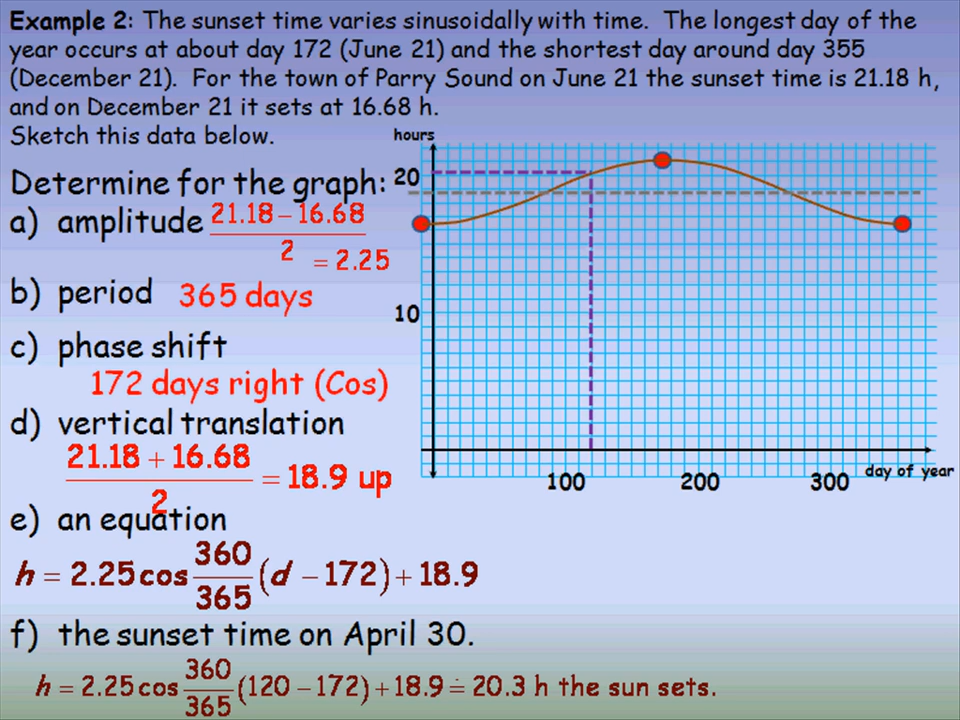 Example 2: The sunset time varies sinusoidally with time. The longest day of the
year occurs at about day 172 (June 21) and the shortest day around day 355
(December 21). For the town of Parry Sound on June 21 the sunset time is 21.18 h,
and on December 21 it sets at 16.68 h.
Sketch this data below.
hours
20
10
100 200 300 day of year
Determine for the graph:
a) amplitude 21.18 – 16.68 / 2 = 2.25
b) period 365 days
c) phase shift
172 days right (Cos)
d) vertical translation
21.18 + 16.68 / 2 = 18.9 up
e) an equation
h = 2.25 cos 360/365 (d – 172) + 18.9
f) the sunset time on April 30.
h = 2.25 cos 360/365 (120 – 172) + 18.9 ≐ 20.3 h the sun sets.